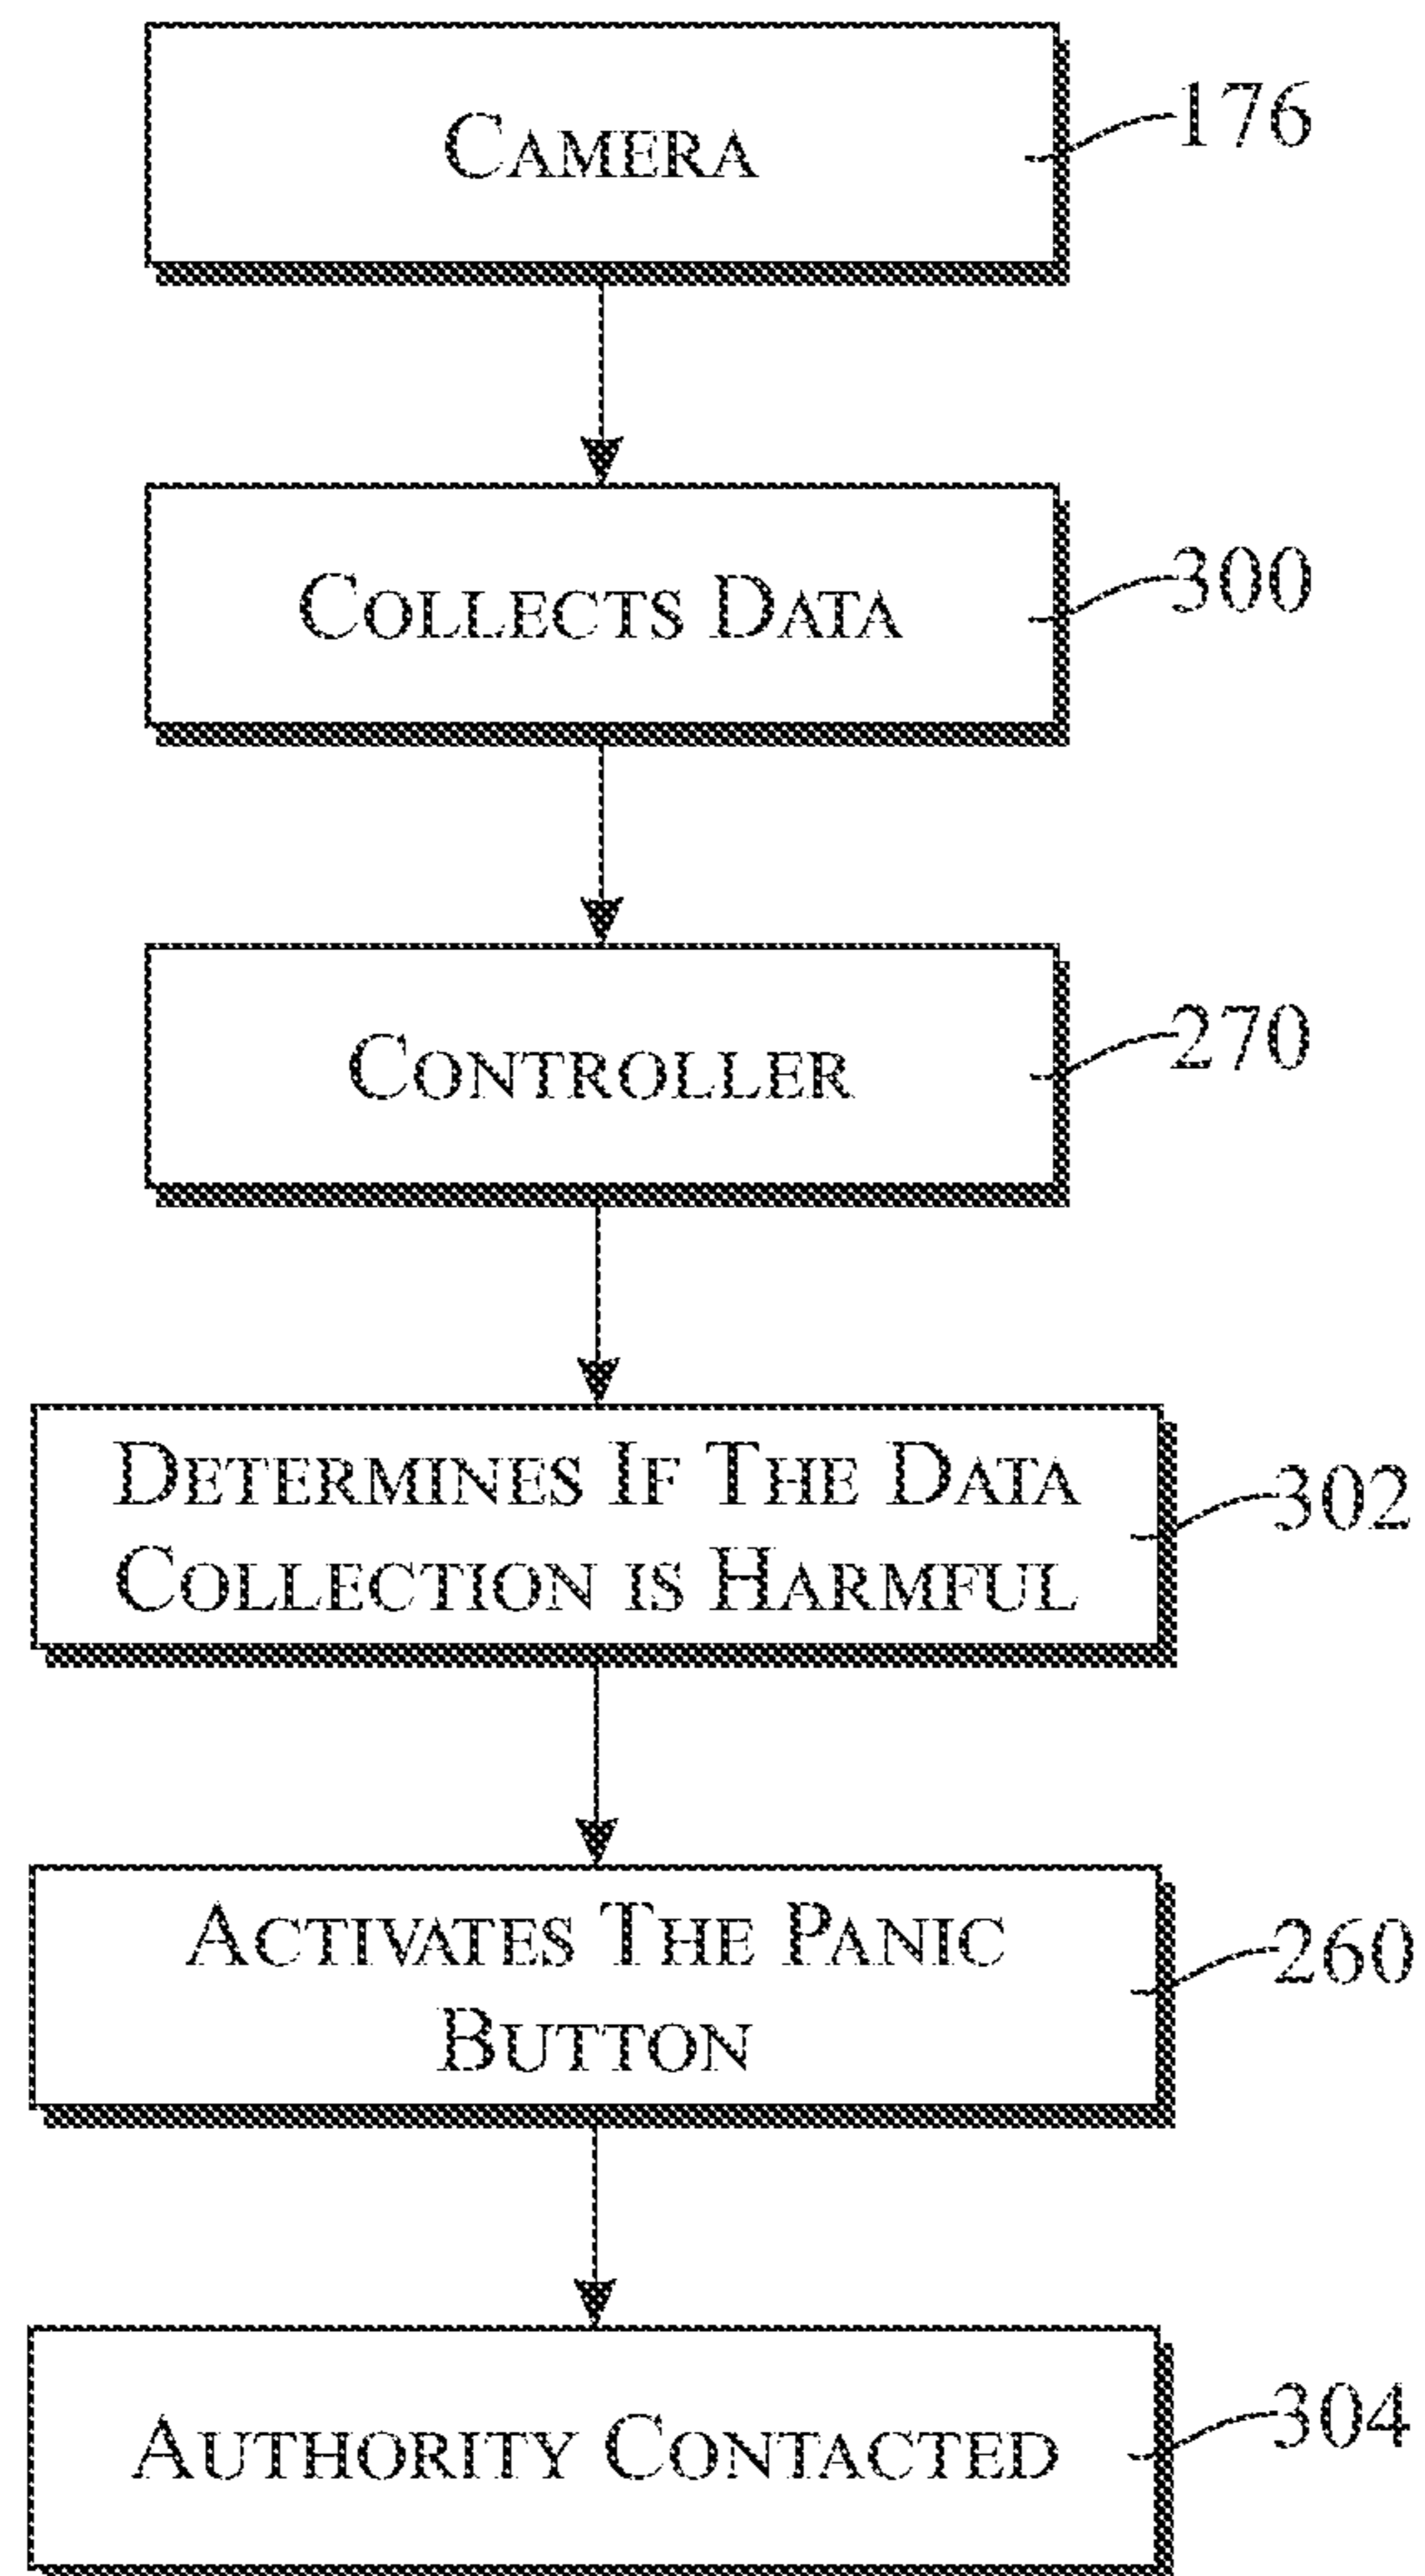 CAMERA
176
COLLECTS DATA
300
CONTROLLER
270
DETERMINES IF THE DATA
COLLECTION IS HARMFUL
302
ACTIVATES THE PANIC
BUTTON
260
AUTHORITY CONTACTED
304